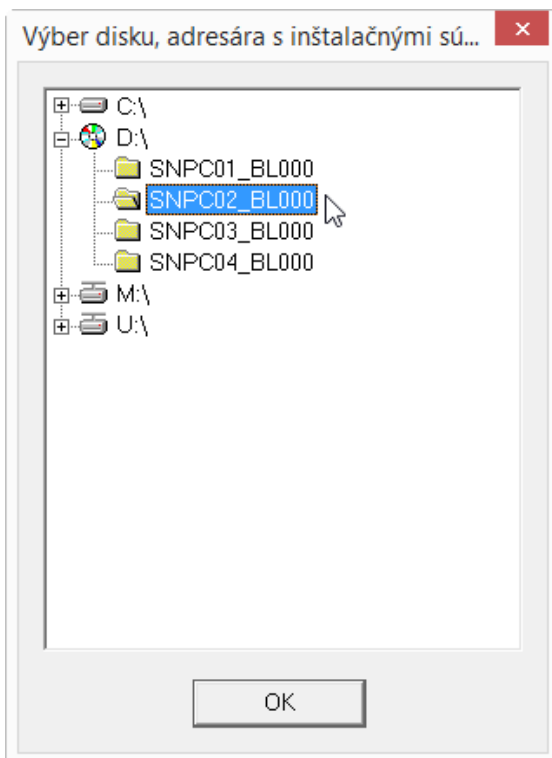 Výber disku, adresára s inštalačnými sú...
C:\
D:\
SNPC01_BL000
SNPC02_BL000
SNPC03_BL000
SNPC04_BL000
M:\
U:\
OK